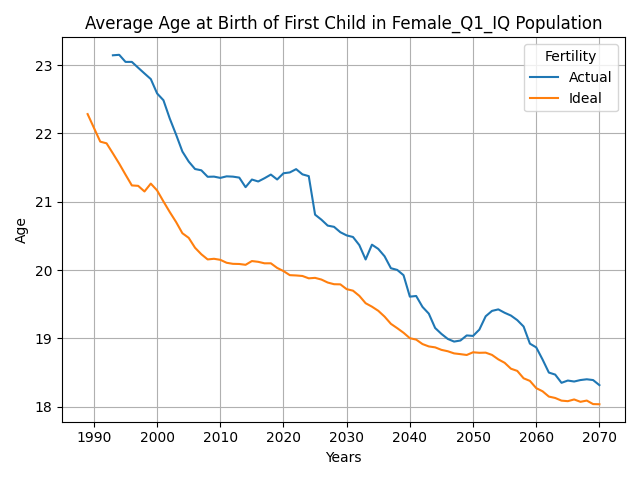 Average Age at Birth of First Child in Female_Q1_IQ Population
Fertility
Actual
Ideal
Age
23
22
21
20
19
18
1990
2000
2010
2020
2030
2040
2050
2060
2070
Years